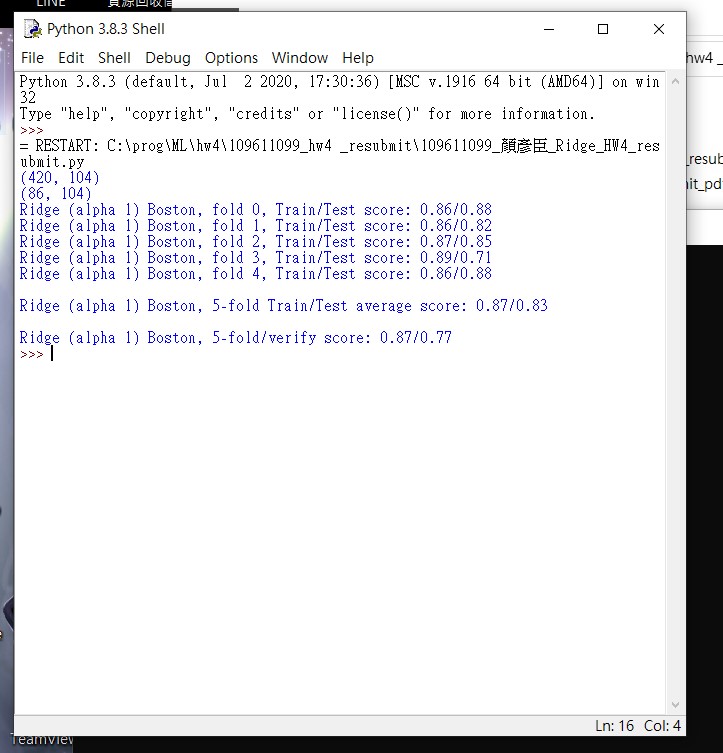 LINE
資源回收筒
Python 3.8.3 Shell
File Edit Shell Debug Options Window Help
Python 3.8.3 (default, Jul  2 2020, 17:30:36) [MSC v.1916 64 bit (AMD64)] on win
32
Type "help", "copyright", "credits" or "license()" for more information.
>>>
= RESTART: C:\prog\ML\hw4\109611099_hw4 _resubmit\109611099_顏彥臣_Ridge_HW4_res
ubmit.py
(420, 104)
(86, 104)
Ridge (alpha 1) Boston, fold 0, Train/Test score: 0.86/0.88
Ridge (alpha 1) Boston, fold 1, Train/Test score: 0.86/0.82
Ridge (alpha 1) Boston, fold 2, Train/Test score: 0.87/0.85
Ridge (alpha 1) Boston, fold 3, Train/Test score: 0.89/0.71
Ridge (alpha 1) Boston, fold 4, Train/Test score: 0.86/0.88
Ridge (alpha 1) Boston, 5-fold Train/Test average score: 0.87/0.83
Ridge (alpha 1) Boston, 5-fold/verify score: 0.87/0.77
>>>
Ln: 16 Col: 4
hw4 _
_resub
it_pd
TeamView